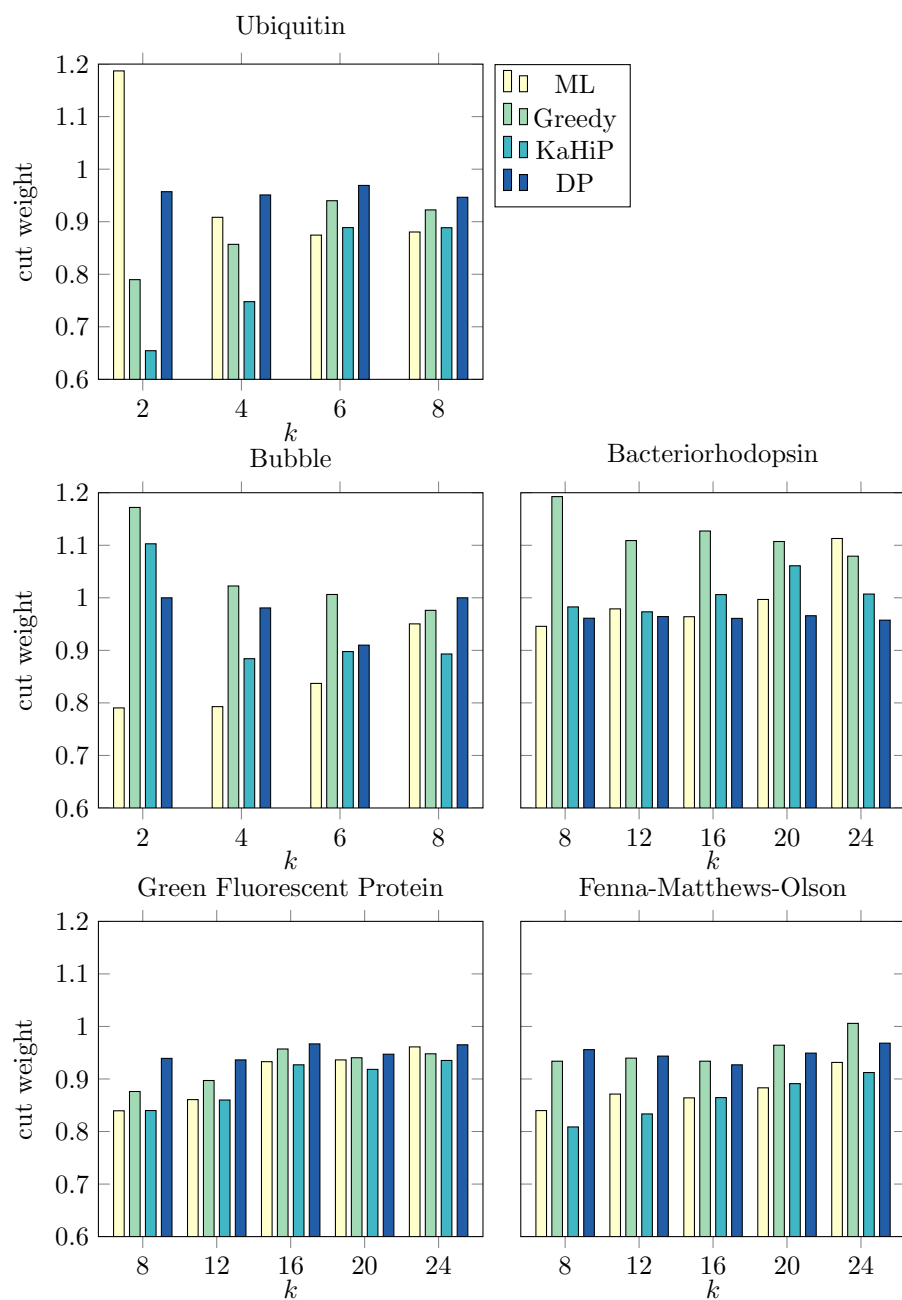 Ubiquitin
1.2
1.1
1
0.9
0.8
0.7
0.6
cut weight
2 4 6 8
k
ML
Greedy
KaHiP
DP
Bubble
1.2
1.1
1
0.9
0.8
0.7
0.6
cut weight
2 4 6 8
k
Bacteriorhodopsin
8 12 16 20 24
k
Green Fluorescent Protein
1.2
1.1
1
0.9
0.8
0.7
0.6
cut weight
8 12 16 20 24
k
Fenna-Matthews-Olson
8 12 16 20 24
k